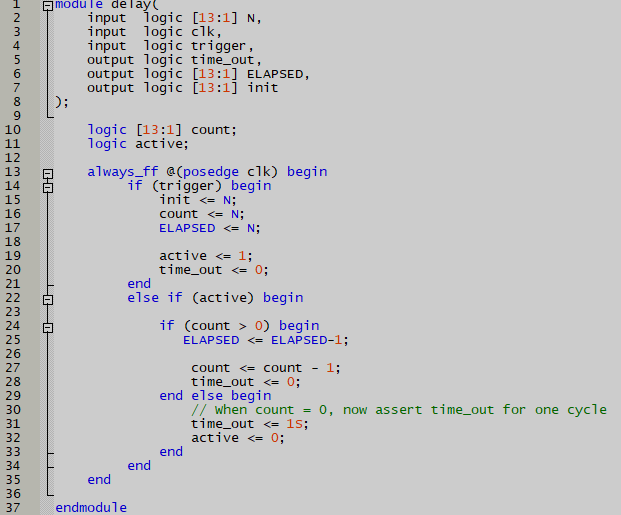 1 module delay(
2 input logic [13:1] N,
3 input logic clk,
4 input logic trigger,
5 output logic time_out,
6 output logic [13:1] ELAPSED,
7 output logic [13:1] init
8 );
9
10 logic [13:1] count;
11 logic active;
12
13 always_ff @(posedge clk) begin
14 if (trigger) begin
15 init <= N;
16 count <= N;
17 ELAPSED <= N;
18
19 active <= 1;
20 time_out <= 0;
21 end
22 else if (active) begin
23
24 if (count > 0) begin
25 ELAPSED <= ELAPSED-1;
26
27 count <= count - 1;
28 time_out <= 0;
29 end else begin
30 // When count = 0, now assert time_out for one cycle
31 time_out <= 1S;
32 active <= 0;
33 end
34 end
35 end
36
37 endmodule